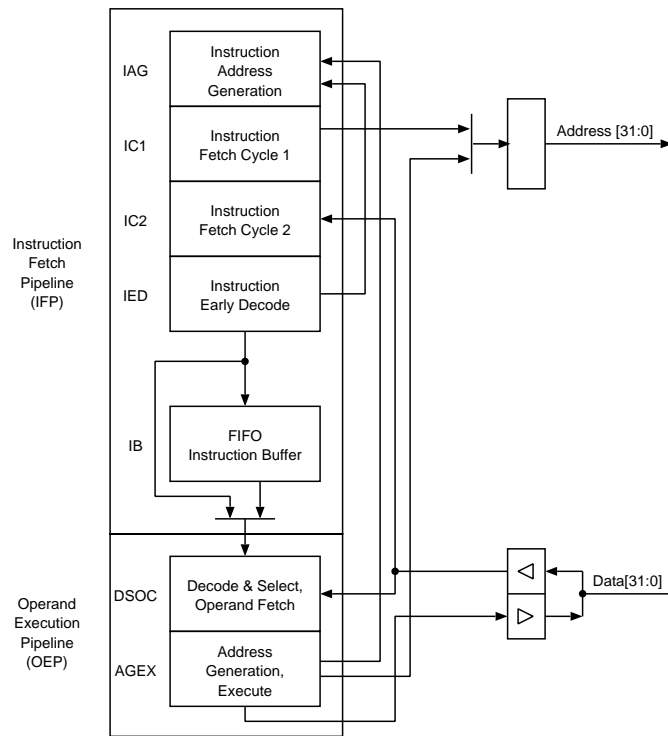 IAG
Instruction
Address
Generation
Address [31:0]
IC1
Instruction
Fetch Cycle 1
IC2
Instruction
Fetch Cycle 2
Instruction
Fetch
Pipeline
(IFP)
IED
Instruction
Early Decode
IB
FIFO
Instruction Buffer
DSOC
Decode & Select,
Operand Fetch
Data[31:0]
Operand
Execution
Pipeline
(OEP)
AGEX
Address
Generation,
Execute